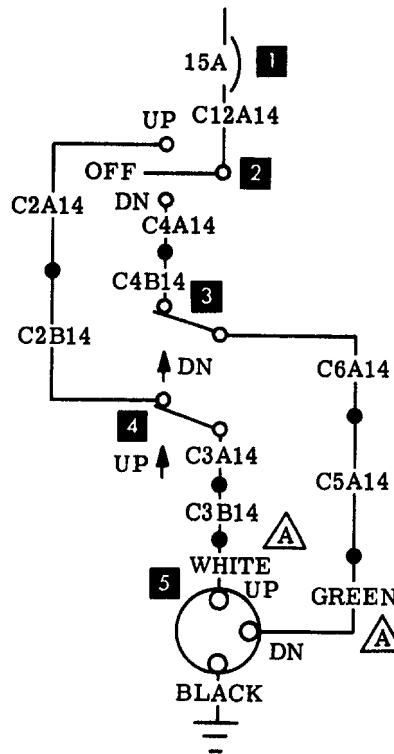 15A 1
C12A14
UP
OFF 2
C2A14
DN
C4A14
C4B14
3
C2B14
DN
C6A14
4
UP
C3A14
C5A14
C3B14
A
WHITE
5
UP
GREEN
A
DN
BLACK